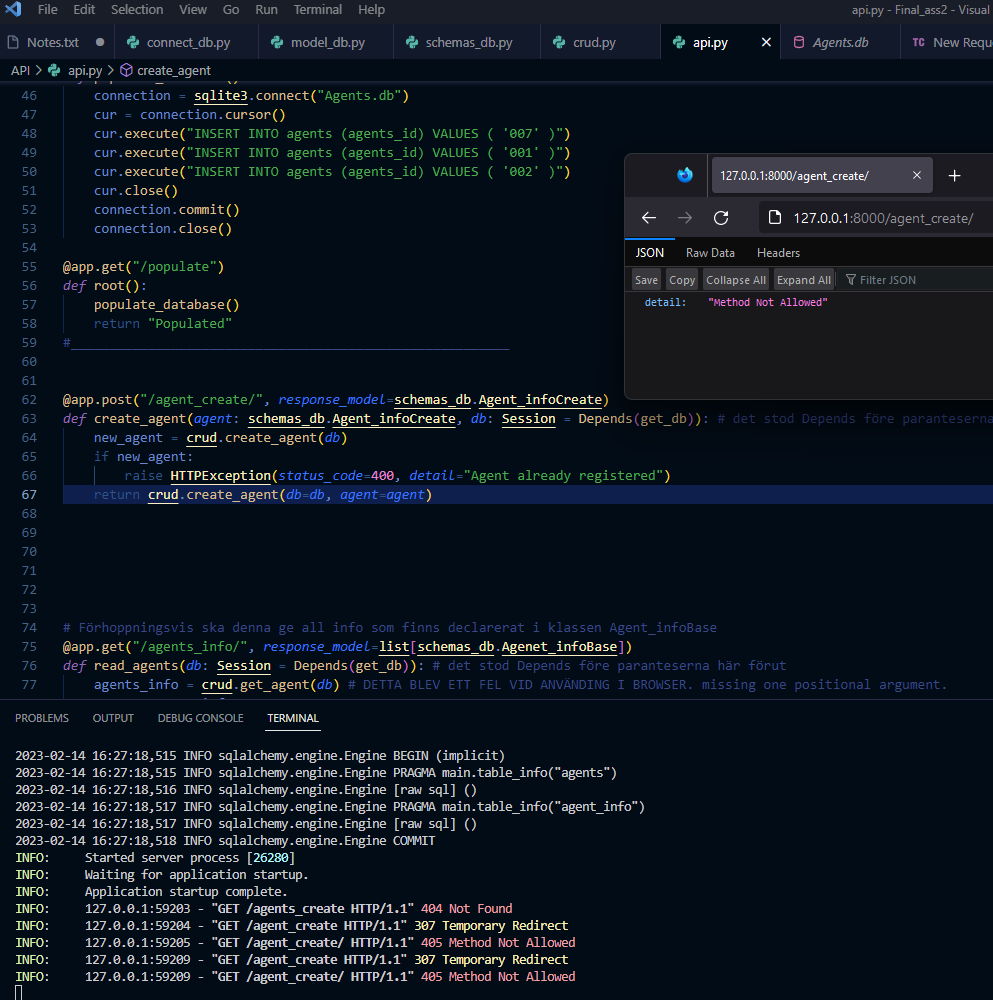 File Edit Selection View Go Run Terminal Help api.py - Final_ass2 - Visual
Notes.txt connect_db.py model_db.py schemas_db.py crud.py api.py Agents.db TC New Requ
API > api.py > create_agent
46 connection = sqlite3.connect("Agents.db")
47 cur = connection.cursor()
48 cur.execute("INSERT INTO agents (agents_id) VALUES ( '007' )")
49 cur.execute("INSERT INTO agents (agents_id) VALUES ( '001' )")
50 cur.execute("INSERT INTO agents (agents_id) VALUES ( '002' )")
51 cur.close()
52 connection.commit()
53 connection.close()
54
55 @app.get("/populate")
56 def root():
57 populate_database()
58 return "Populated"
59 #_________________________________________________________
60
61
62 @app.post("/agent_create/", response_model=schemas_db.Agent_infoCreate)
63 def create_agent(agent: schemas_db.Agent_infoCreate, db: Session = Depends(get_db)): # det stod Depends före paranteserna
64 new_agent = crud.create_agent(db)
65 if new_agent:
66 raise HTTPException(status_code=400, detail="Agent already registered")
67 return crud.create_agent(db=db, agent=agent)
68
69
70
71
72
73
74 # Förhoppningsvis ska denna ge all info som finns declarerat i klassen Agent_infoBase
75 @app.get("/agents_info/", response_model=list[schemas_db.Agenet_infoBase])
76 def read_agents(db: Session = Depends(get_db)): # det stod Depends före paranteserna här förut
77 agents_info = crud.get_agent(db) # DETTA BLEV ETT FEL VID ANVÄNDING I BROWSER. missing one positional argument.
127.0.0.1:8000/agent_create/
127.0.0.1:8000/agent_create/
JSON Raw Data Headers
Save Copy Collapse All Expand All Filter JSON
detail: "Method Not Allowed"
PROBLEMS OUTPUT DEBUG CONSOLE TERMINAL
2023-02-14 16:27:18,515 INFO sqlalchemy.engine.Engine BEGIN (implicit)
2023-02-14 16:27:18,515 INFO sqlalchemy.engine.Engine PRAGMA main.table_info("agents")
2023-02-14 16:27:18,516 INFO sqlalchemy.engine.Engine [raw sql] ()
2023-02-14 16:27:18,517 INFO sqlalchemy.engine.Engine PRAGMA main.table_info("agent_info")
2023-02-14 16:27:18,517 INFO sqlalchemy.engine.Engine [raw sql] ()
2023-02-14 16:27:18,518 INFO sqlalchemy.engine.Engine COMMIT
INFO: Started server process [26280]
INFO: Waiting for application startup.
INFO: Application startup complete.
INFO: 127.0.0.1:59203 - "GET /agents_create HTTP/1.1" 404 Not Found
INFO: 127.0.0.1:59204 - "GET /agent_create HTTP/1.1" 307 Temporary Redirect
INFO: 127.0.0.1:59205 - "GET /agent_create/ HTTP/1.1" 405 Method Not Allowed
INFO: 127.0.0.1:59209 - "GET /agent_create HTTP/1.1" 307 Temporary Redirect
INFO: 127.0.0.1:59209 - "GET /agent_create/ HTTP/1.1" 405 Method Not Allowed